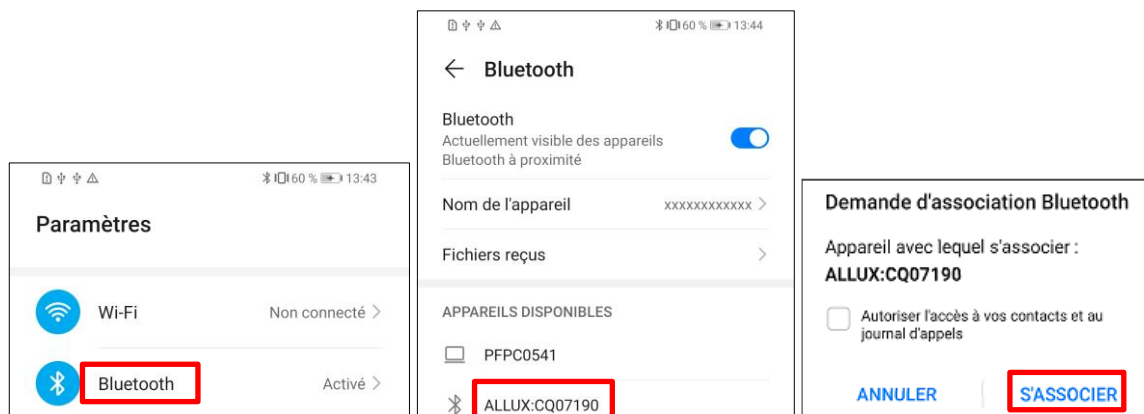 60 % 13:43
Paramètres
Wi-Fi Non connecté
Bluetooth Activé
60 % 13:44
Bluetooth
Bluetooth
Actuellement visible des appareils
Bluetooth à proximité
Nom de l'appareil xxxxxxxxxxxx
Fichiers reçus
APPAREILS DISPONIBLES
PFPC0541
ALLUX:CQ07190
Demande d'association Bluetooth
Appareil avec lequel s'associer :
ALLUX:CQ07190
Autoriser l'accès à vos contacts et au
journal d'appels
ANNULER S'ASSOCIER